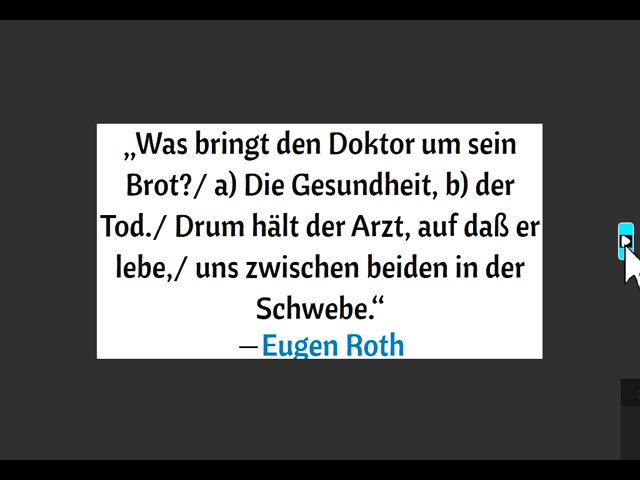 „Was bringt den Doktor um sein
Brot?/ a) Die Gesundheit, b) der
Tod./ Drum hält der Arzt, auf daß er
lebe,/ uns zwischen beiden in der
Schwebe.“
—Eugen Roth